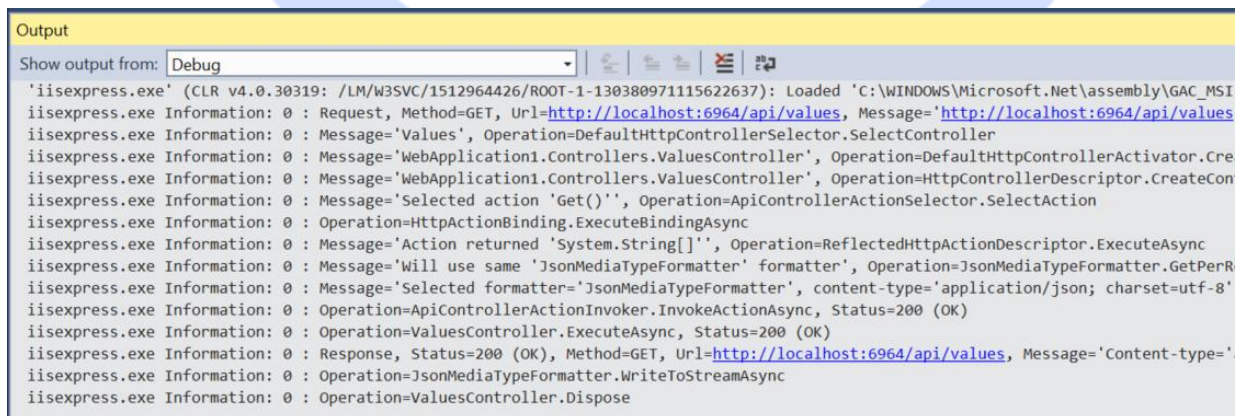 Output
Show output from: Debug
'iisexpress.exe' (CLR v4.0.30319: /LM/W3SVC/1512964426/ROOT-1-130380971115622637): Loaded 'C:\WINDOWS\Microsoft.Net\assembly\GAC_MSI
iisexpress.exe Information: 0 : Request, Method=GET, Url=http://localhost:6964/api/values, Message='http://localhost:6964/api/values
iisexpress.exe Information: 0 : Message='Values', Operation=DefaultHttpControllerSelector.SelectController
iisexpress.exe Information: 0 : Message='WebApplication1.Controllers.ValuesController', Operation=DefaultHttpControllerActivator.Cre
iisexpress.exe Information: 0 : Message='WebApplication1.Controllers.ValuesController', Operation=HttpControllerDescriptor.CreateCon
iisexpress.exe Information: 0 : Message='Selected action 'Get()'', Operation=ApiControllerActionSelector.SelectAction
iisexpress.exe Information: 0 : Operation=HttpActionBinding.ExecuteBindingAsync
iisexpress.exe Information: 0 : Message='Action returned 'System.String[]'', Operation=ReflectedHttpActionDescriptor.ExecuteAsync
iisexpress.exe Information: 0 : Message='Will use same 'JsonMediaTypeFormatter' formatter', Operation=JsonMediaTypeFormatter.GetPerR
iisexpress.exe Information: 0 : Message='Selected formatter='JsonMediaTypeFormatter', content-type='application/json; charset=utf-8'
iisexpress.exe Information: 0 : Operation=ApiControllerActionInvoker.InvokeActionAsync, Status=200 (OK)
iisexpress.exe Information: 0 : Operation=ValuesController.ExecuteAsync, Status=200 (OK)
iisexpress.exe Information: 0 : Response, Status=200 (OK), Method=GET, Url=http://localhost:6964/api/values, Message='Content-type='
iisexpress.exe Information: 0 : Operation=JsonMediaTypeFormatter.WriteToStreamAsync
iisexpress.exe Information: 0 : Operation=ValuesController.Dispose